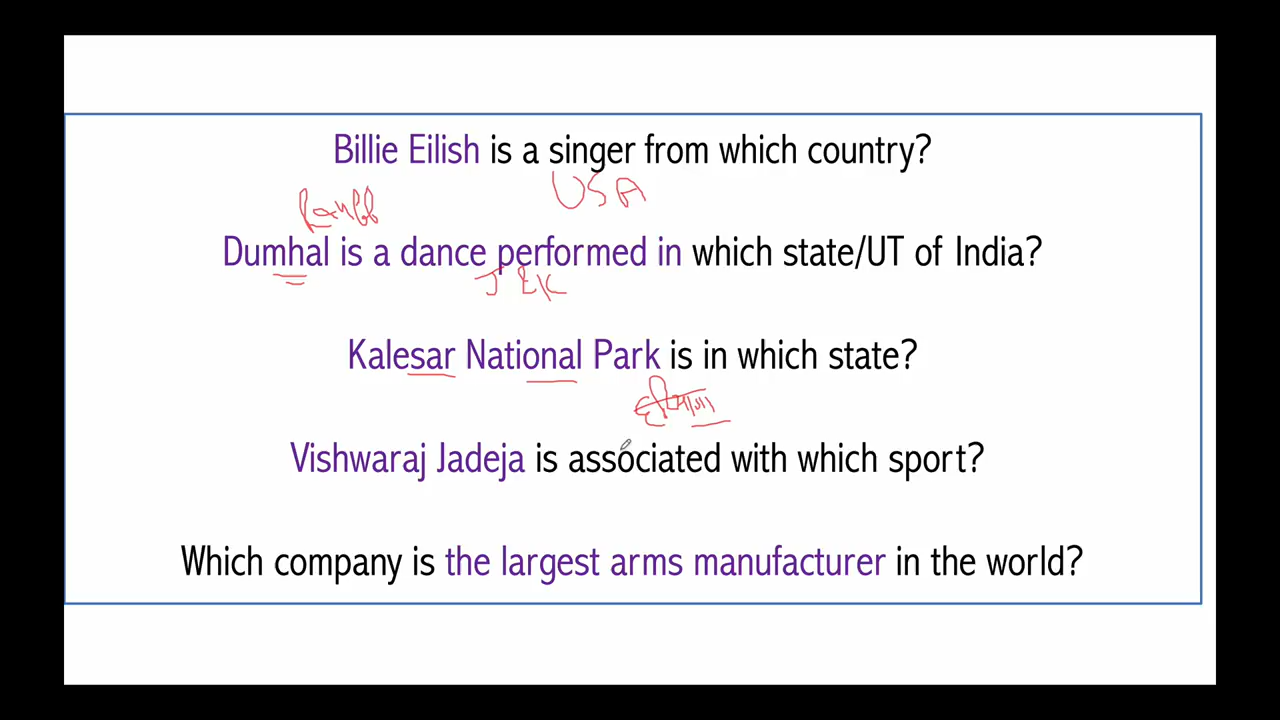 Billie Eilish is a singer from which country?
USA
Dumhal is a dance performed in which state/UT of India?
J &K
Kalesar National Park is in which state?
Vishwaraj Jadeja is associated with which sport?
Which company is the largest arms manufacturer in the world?